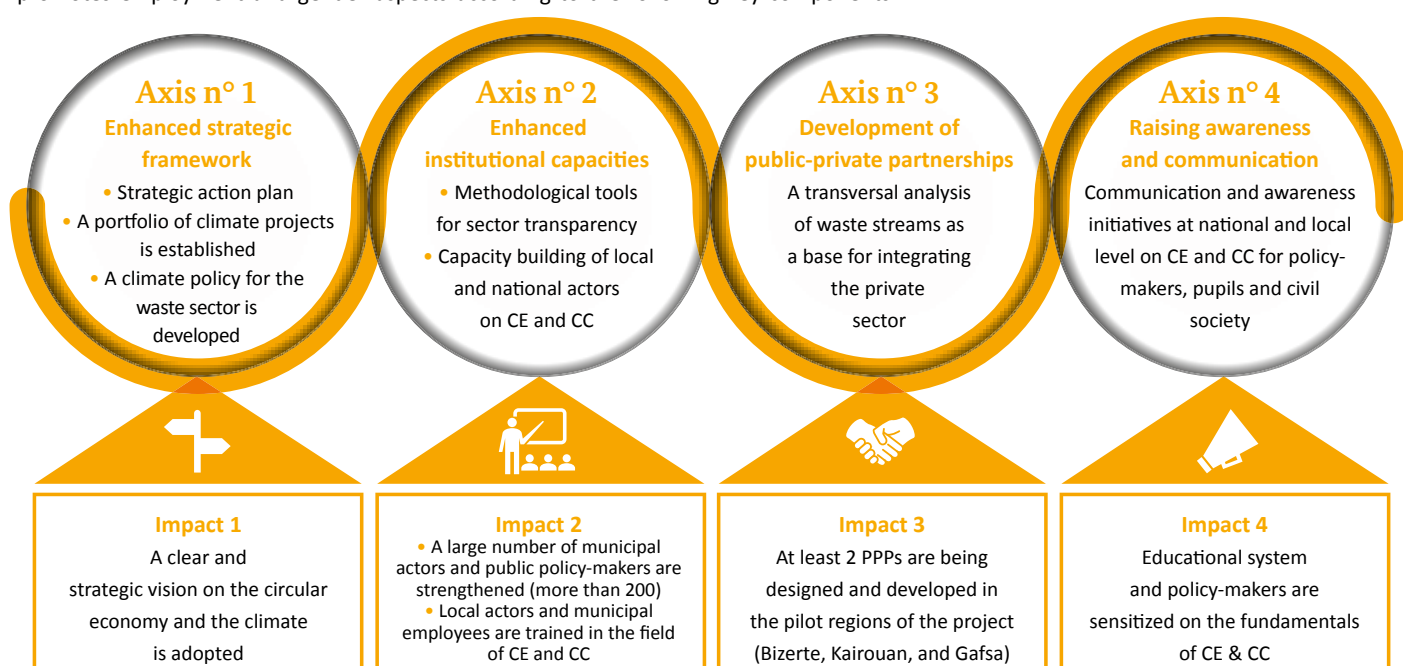 Axis n° 1
Enhanced strategic
framework
• Strategic action plan
• A portfolio of climate projects
is established
• A climate policy for the
waste sector is
developed
Axis n° 2
Enhanced
institutional capacities
• Methodological tools
for sector transparency
• Capacity building of local
and national actors
on CE and CC
Axis n° 3
Development of
public-private partnerships
A transversal analysis
of waste streams as
a base for integrating
the private
sector
Axis n° 4
Raising awareness
and communication
Communication and awareness
initiatives at national and local
level on CE and CC for policy-
makers, pupils and civil
society
Impact 1
A clear and
strategic vision on the circular
economy and the climate
is adopted
Impact 2
• A large number of municipal
actors and public policy-makers are
strengthened (more than 200)
• Local actors and municipal
employees are trained in the field
of CE and CC
Impact 3
At least 2 PPPs are being
designed and developed in
the pilot regions of the project
(Bizerte, Kairouan, and Gafsa)
Impact 4
Educational system
and policy-makers are
sensitized on the fundamentals
of CE & CC